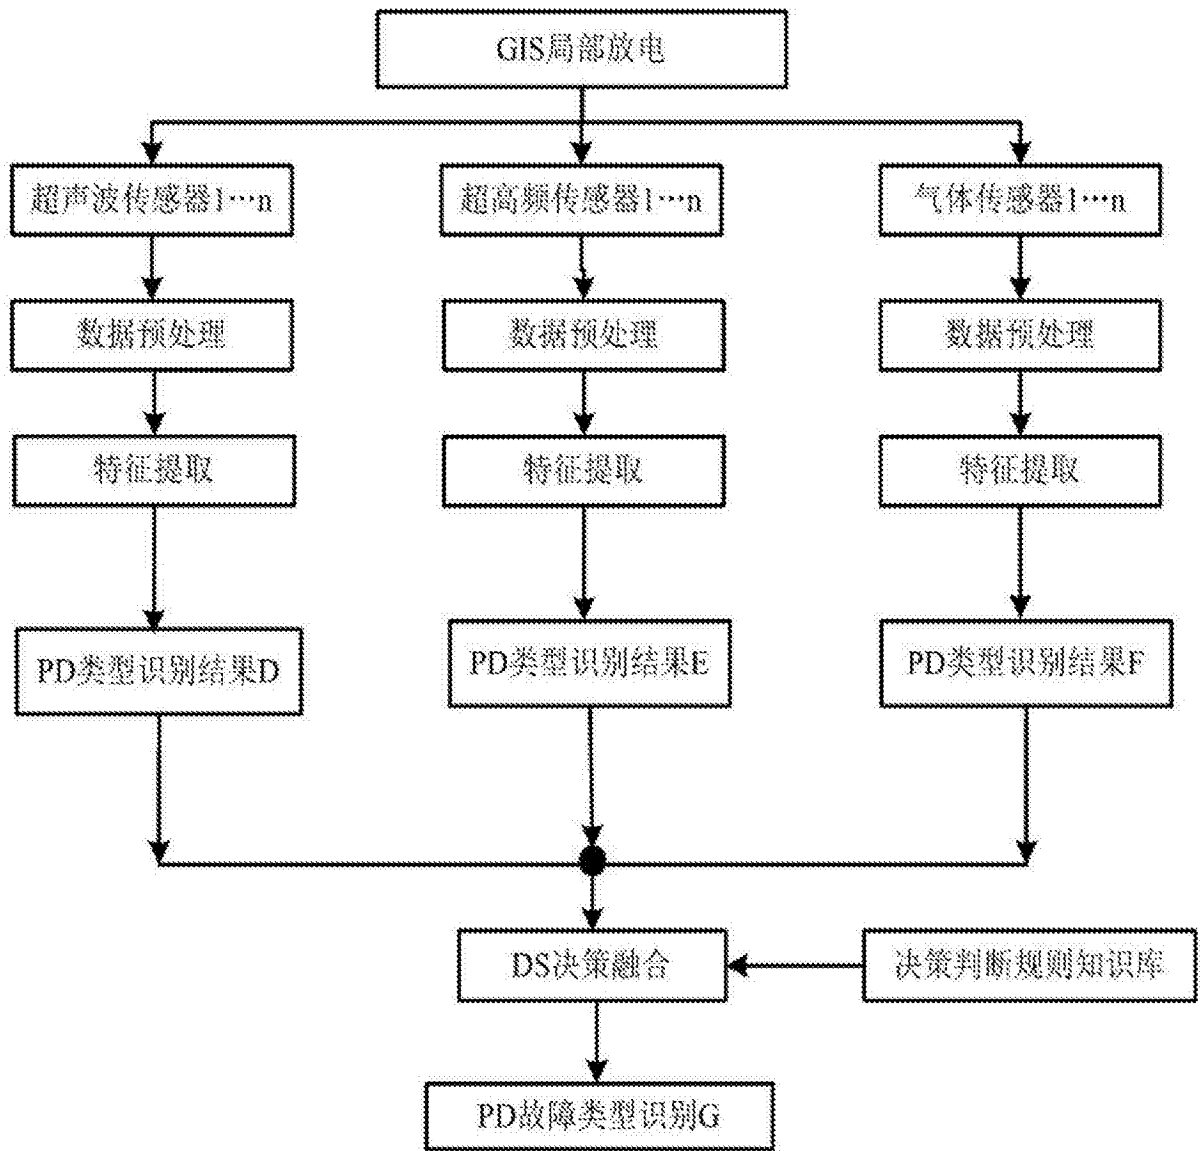 GIS局部放电
超声波传感器1…n
超高频传感器1…n
气体传感器1…n
数据预处理
数据预处理
数据预处理
特征提取
特征提取
特征提取
PD类型识别结果D
PD类型识别结果E
PD类型识别结果F
DS决策融合
决策判断规则知识库
PD故障类型识别G